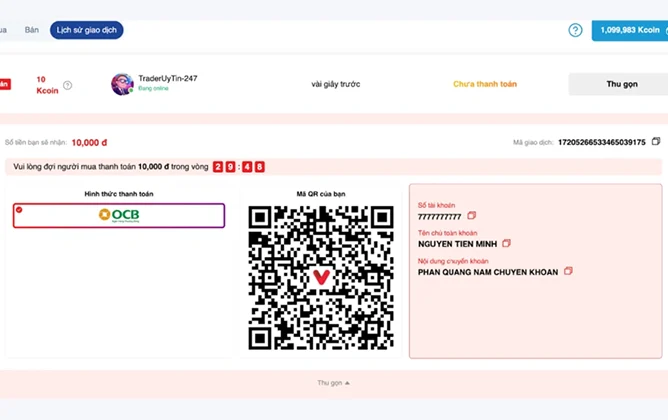 Bán
Lịch sử giao dịch
?
1,099,983 Kcoin
10
Kcoin
?
TraderUyTin-247
Đang online
vài giây trước
Chưa thanh toán
Thu gọn
Số tiền bạn sẽ nhận: 10,000 đ
Mã giao dịch: 17205266533465039175
Vui lòng đợi người mua thanh toán 10,000 đ trong vòng 2 9 : 4 8
Hình thức thanh toán
OCB
Mã QR của bạn
Số tài khoản
7777777777
Tên chủ toàn khoản
NGUYEN TIEN MINH
Nội dung chuyển khoản
PHAN QUANG NAM CHUYEN KHOAN
Thu gọn